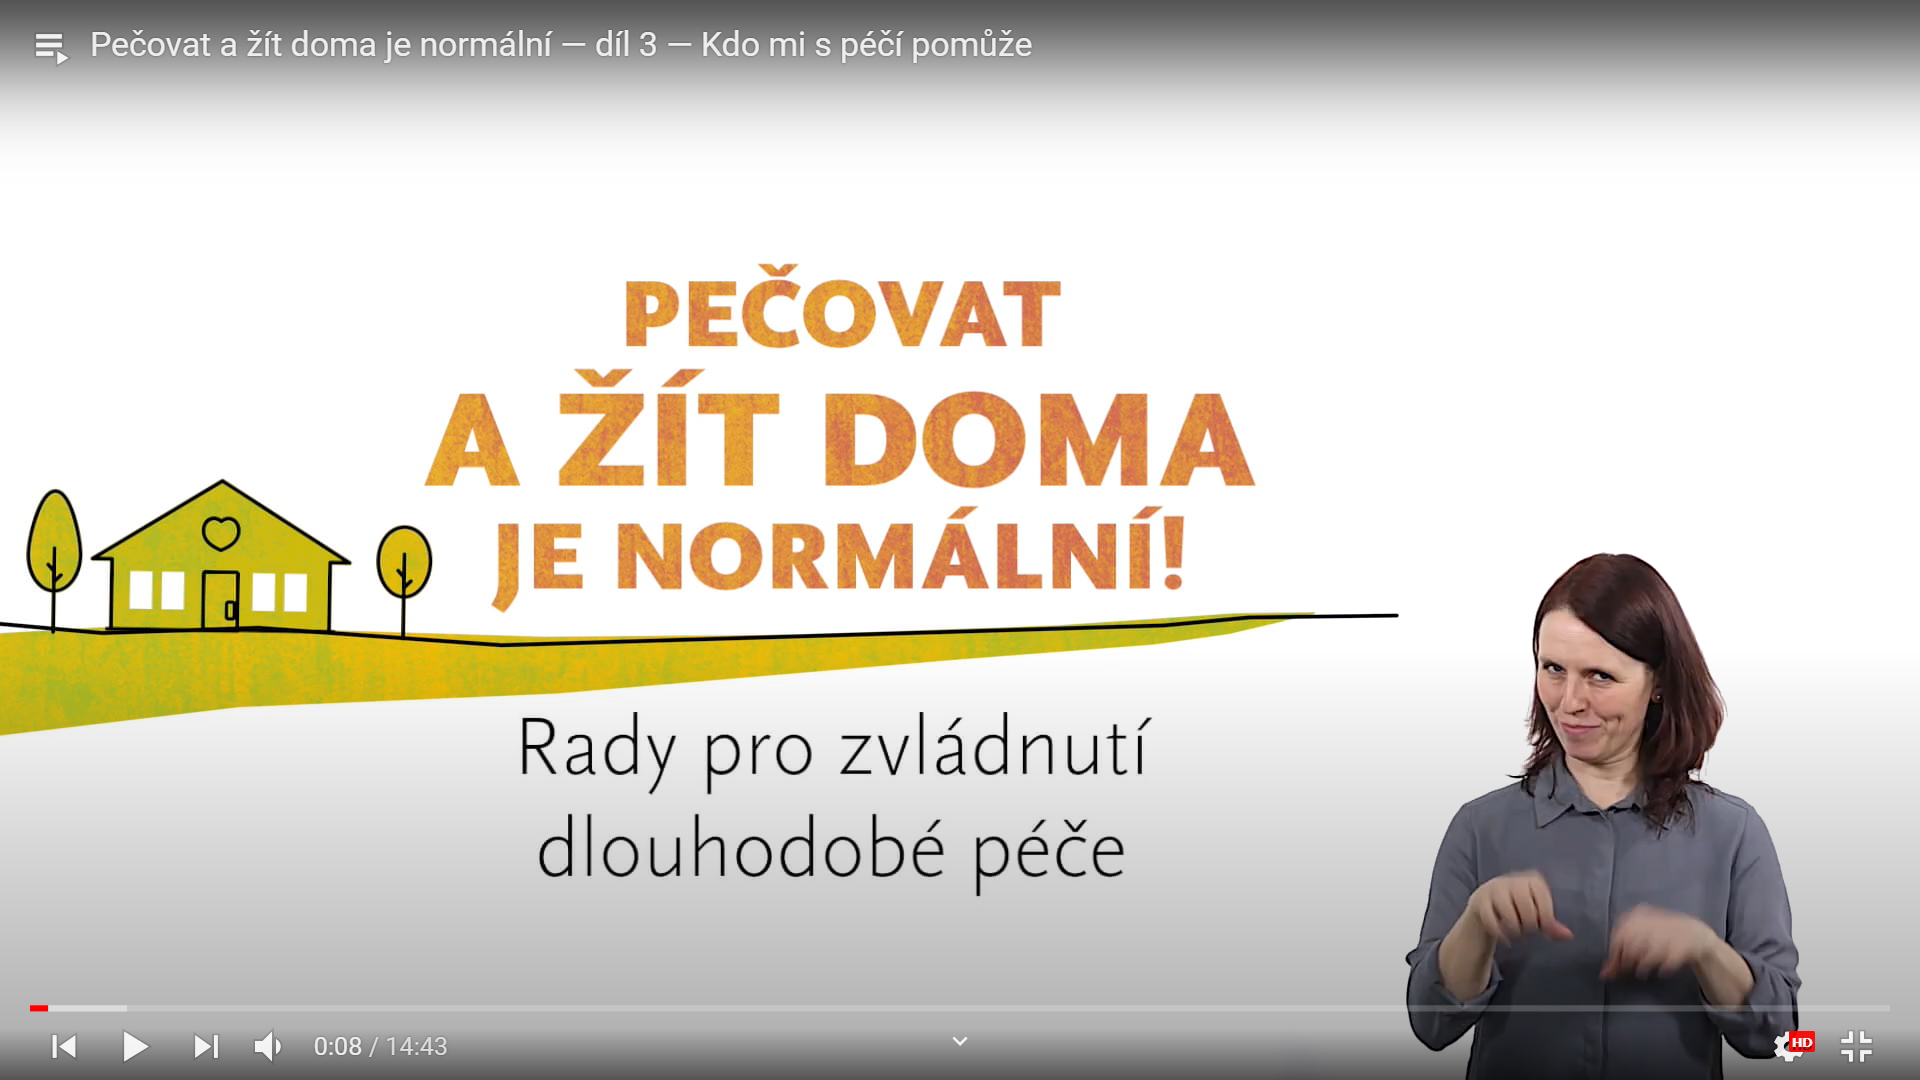 Pečovat a žít doma je normální — díl 3 — Kdo mi s péčí pomůže
PEČOVAT
A ŽÍT DOMA
JE NORMÁLNÍ!
Rady pro zvládnutí
dlouhodobé péče
0:08 / 14:43
HD